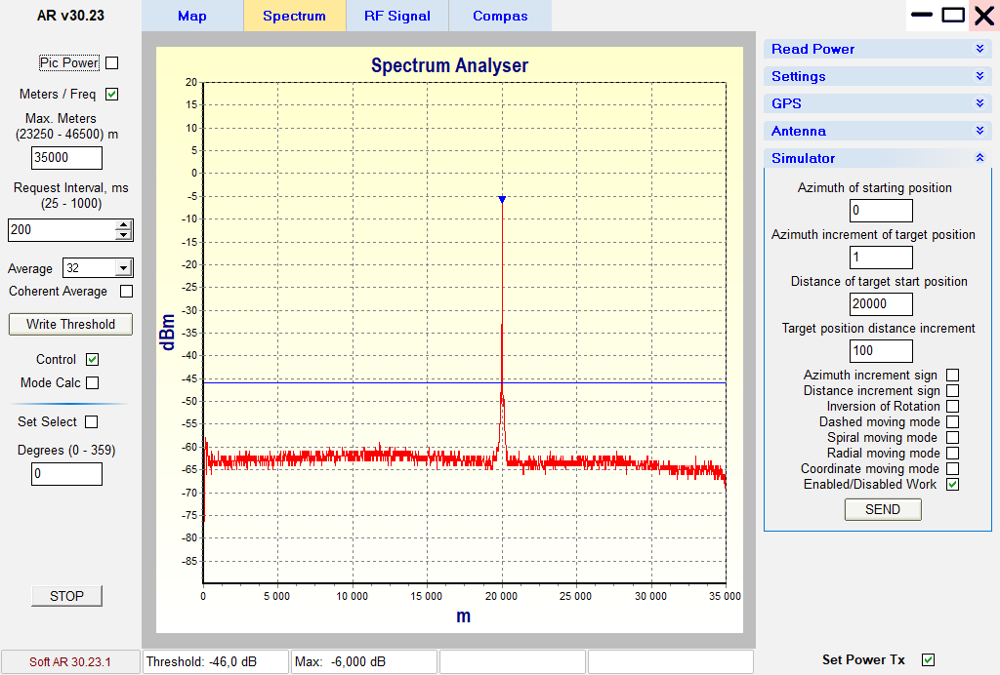 AR v30.23
Map
Spectrum
RF Signal
Compas
Pic Power
Meters / Freq
Max. Meters
(23250 - 46500) m
35000
Request Interval, ms
(25 - 1000)
200
Average
32
Coherent Average
Write Threshold
Control
Mode Calc
Set Select
Degrees (0 - 359)
0
STOP
Spectrum Analyser
dBm
20
15
10
5
0
-5
-10
-15
-20
-25
-30
-35
-40
-45
-50
-55
-60
-65
-70
-75
-80
-85
0
5 000
10 000
15 000
20 000
25 000
30 000
35 000
m
Read Power
Settings
GPS
Antenna
Simulator
Azimuth of starting position
0
Azimuth increment of target position
1
Distance of target start position
20000
Target position distance increment
100
Azimuth increment sign
Distance increment sign
Inversion of Rotation
Dashed moving mode
Spiral moving mode
Radial moving mode
Coordinate moving mode
Enabled/Disabled Work
SEND
Soft AR 30.23.1
Threshold: -46,0 dB
Max: -6,000 dB
Set Power Tx